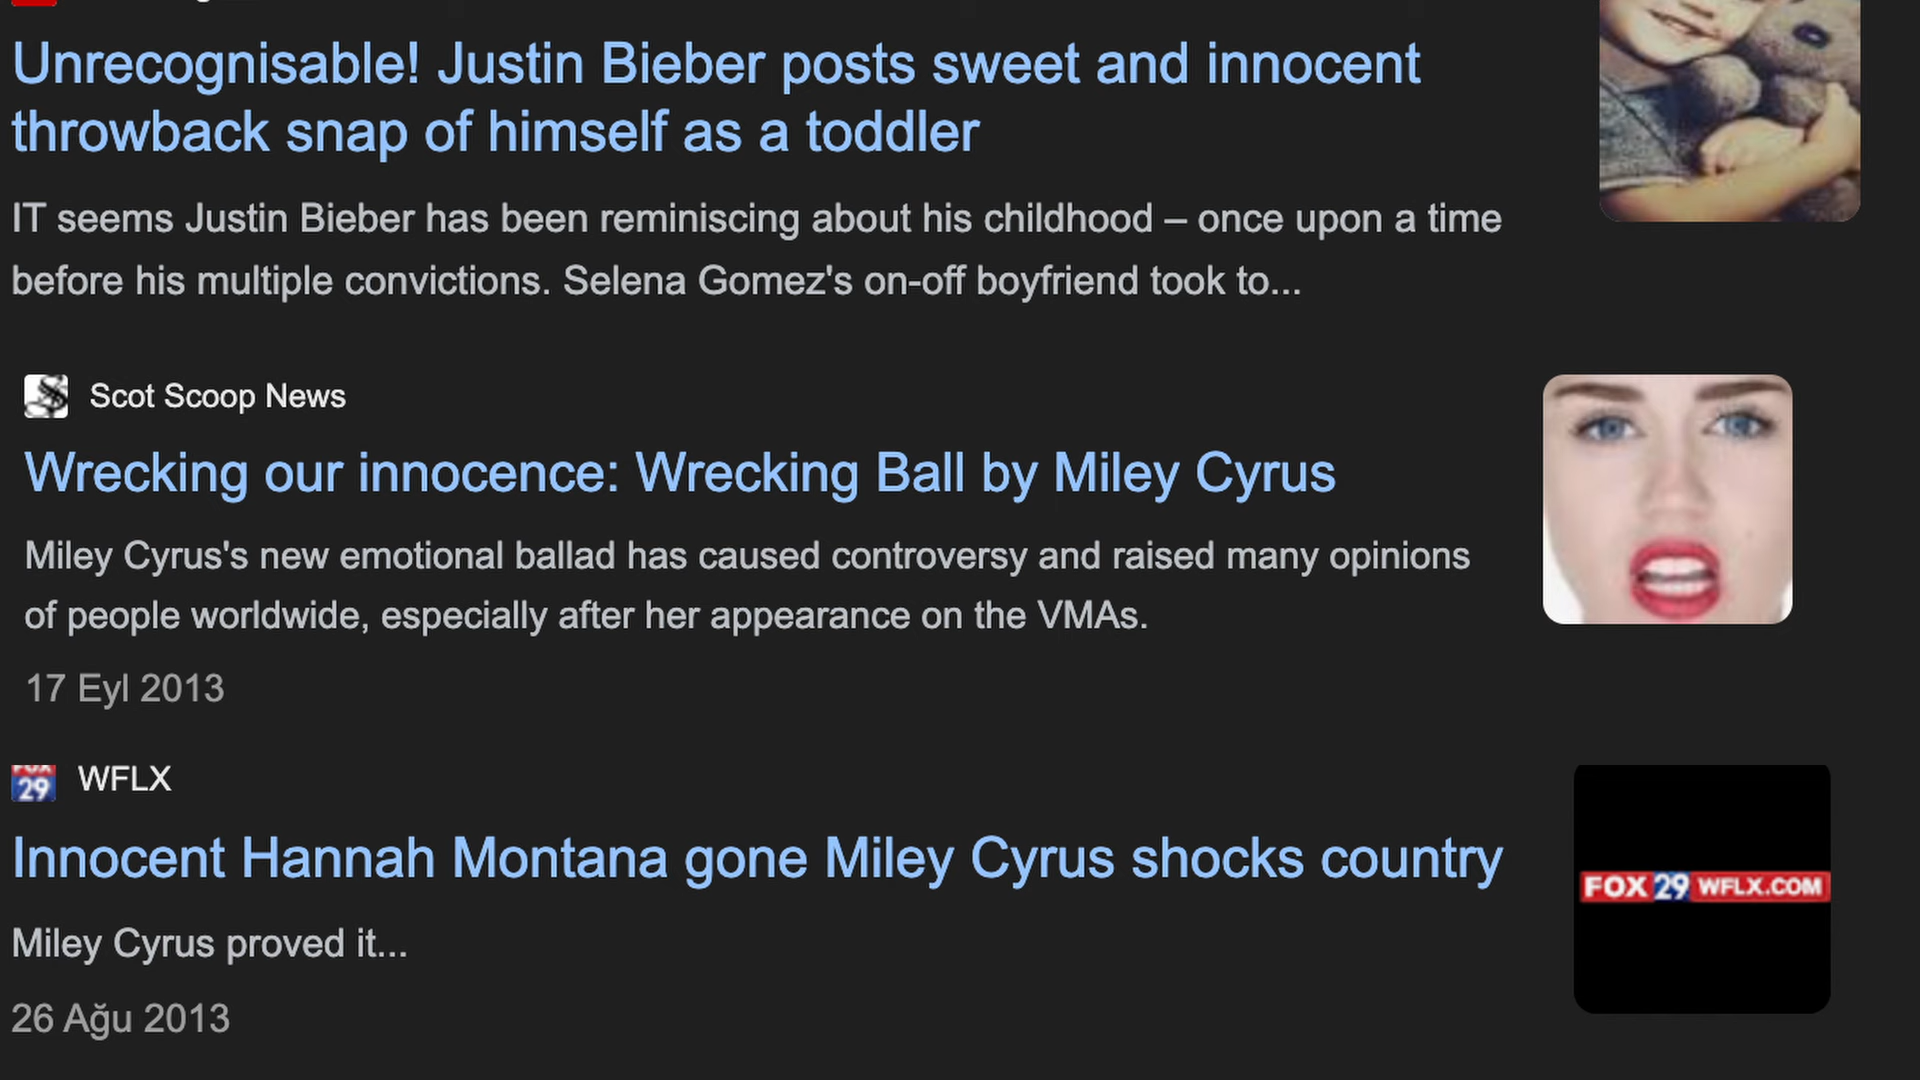 Unrecognisable! Justin Bieber posts sweet and innocent
throwback snap of himself as a toddler
IT seems Justin Bieber has been reminiscing about his childhood – once upon a time
before his multiple convictions. Selena Gomez's on-off boyfriend took to...
Scot Scoop News
Wrecking our innocence: Wrecking Ball by Miley Cyrus
Miley Cyrus's new emotional ballad has caused controversy and raised many opinions
of people worldwide, especially after her appearance on the VMAs.
17 Eyl 2013
FOX
29
WFLX
Innocent Hannah Montana gone Miley Cyrus shocks country
FOX 29 WFLX.COM
Miley Cyrus proved it...
26 Ağu 2013